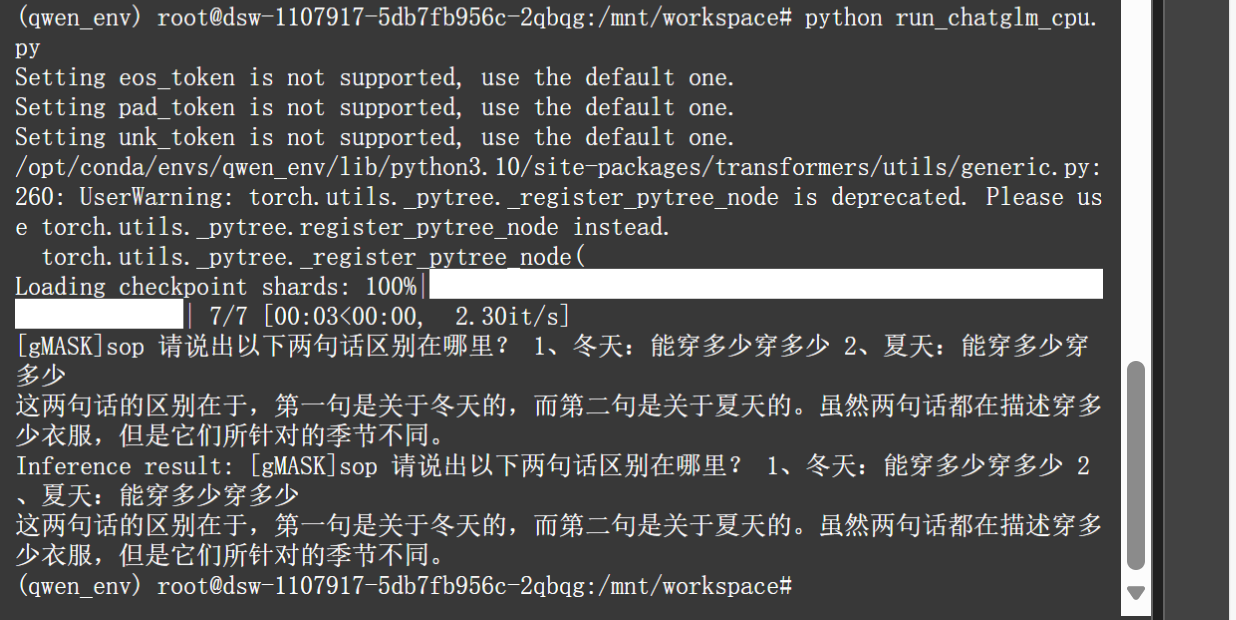 (qwen_env) root@dsw-1107917-5db7fb956c-2qbqg:/mnt/workspace# python run_chatglm_cpu.
py
Setting eos_token is not supported, use the default one.
Setting pad_token is not supported, use the default one.
Setting unk_token is not supported, use the default one.
/opt/conda/envs/qwen_env/lib/python3.10/site-packages/transformers/utils/generic.py:
260: UserWarning: torch.utils._pytree._register_pytree_node is deprecated. Please us
e torch.utils._pytree.register_pytree_node instead.
  torch.utils._pytree._register_pytree_node(
Loading checkpoint shards: 100%|
| 7/7 [00:03<00:00,  2.30it/s]
[gMASK]sop 请说出以下两句话区别在哪里? 1、冬天:能穿多少穿多少 2、夏天:能穿多少穿
多少
这两句话的区别在于,第一句是关于冬天的,而第二句是关于夏天的。虽然两句话都在描述穿多
少衣服,但是它们所针对的季节不同。
Inference result: [gMASK]sop 请说出以下两句话区别在哪里? 1、冬天:能穿多少穿多少 2
、夏天:能穿多少穿多少
这两句话的区别在于,第一句是关于冬天的,而第二句是关于夏天的。虽然两句话都在描述穿多
少衣服,但是它们所针对的季节不同。
(qwen_env) root@dsw-1107917-5db7fb956c-2qbqg:/mnt/workspace#